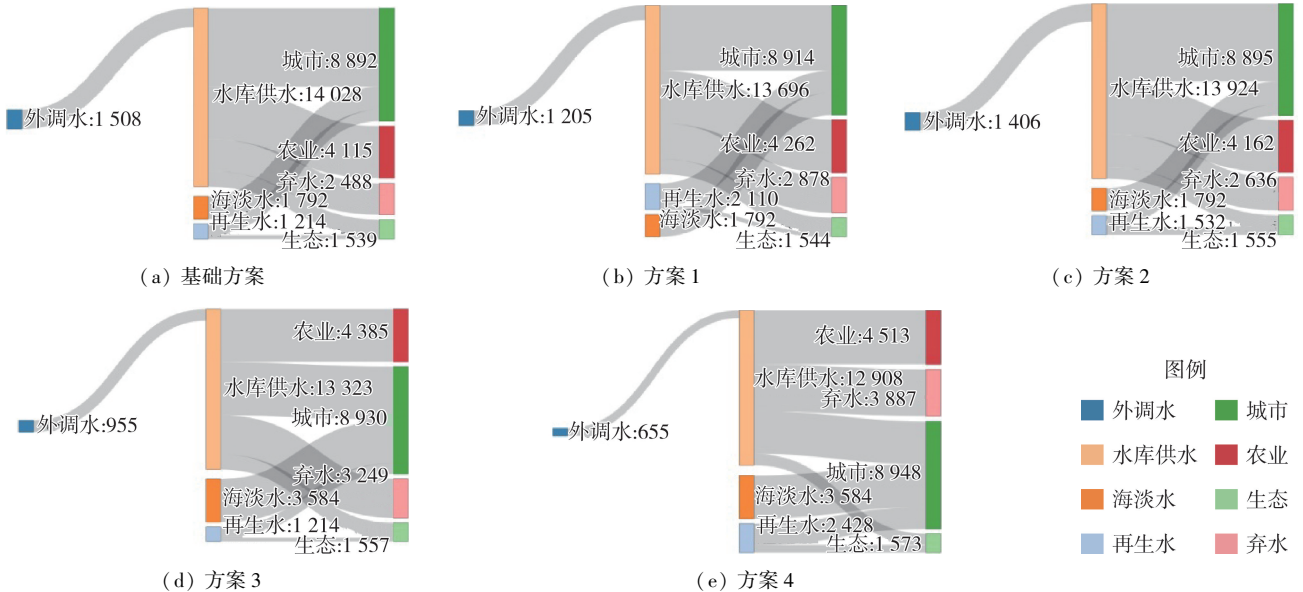 城市:8 892
水库供水:14 028
外调水:1 508
农业:4 115
弃水:2 488
海淡水:1 792
再生水:1 214
生态:1 539
(a) 基础方案
城市:8 914
水库供水:13 696
外调水:1 205
农业:4 262
弃水:2 878
再生水:2 110
海淡水:1 792
生态:1 544
(b) 方案1
城市:8 895
水库供水:13 924
外调水:1 406
农业:4 162
弃水:2 636
海淡水:1 792
再生水:1 532
生态:1 555
(c) 方案2
农业:4 385
水库供水:13 323
城市:8 930
外调水:955
弃水:3 249
海淡水:3 584
再生水:1 214
生态:1 557
(d) 方案3
农业:4 513
水库供水:12 908
弃水:3 887
外调水:655
城市:8 948
海淡水:3 584
再生水:2 428
生态:1 573
(e) 方案4
图例
外调水 城市
水库供水 农业
海淡水 生态
再生水 弃水